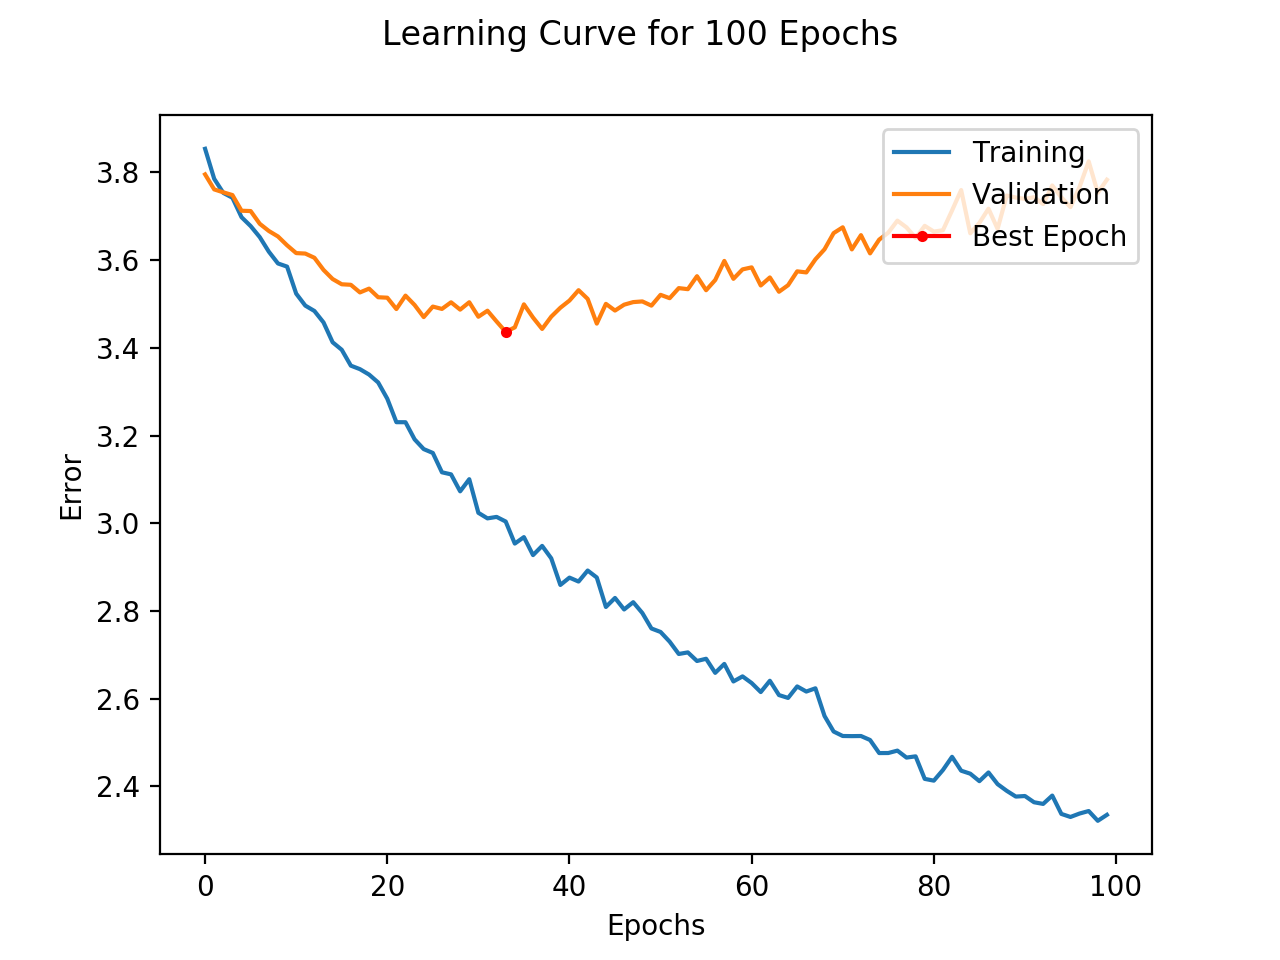 Learning Curve for 100 Epochs
Training
Validation
Best Epoch
3.8
3.6
3.4
3.2
3.0
2.8
2.6
2.4
Error
0 20 40 60 80 100
Epochs